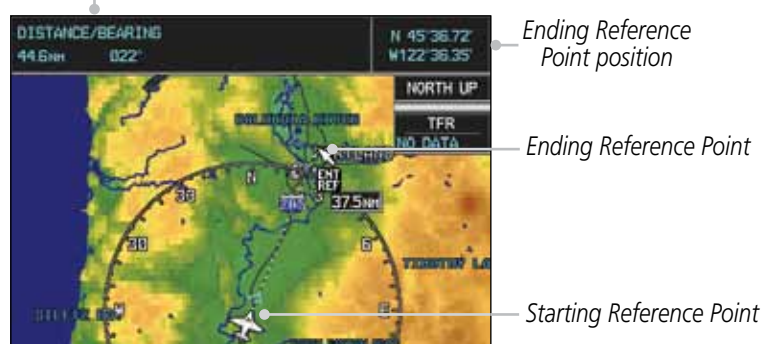 DISTANCE/BEARING
44.6NM 022°
N 45°36.72'
W122°36.35'
Ending Reference
Point position
NORTH UP
TFR
NO DATA
Ending Reference Point
N
ENT
REF
37.5NM
33
30
6
E
Starting Reference Point